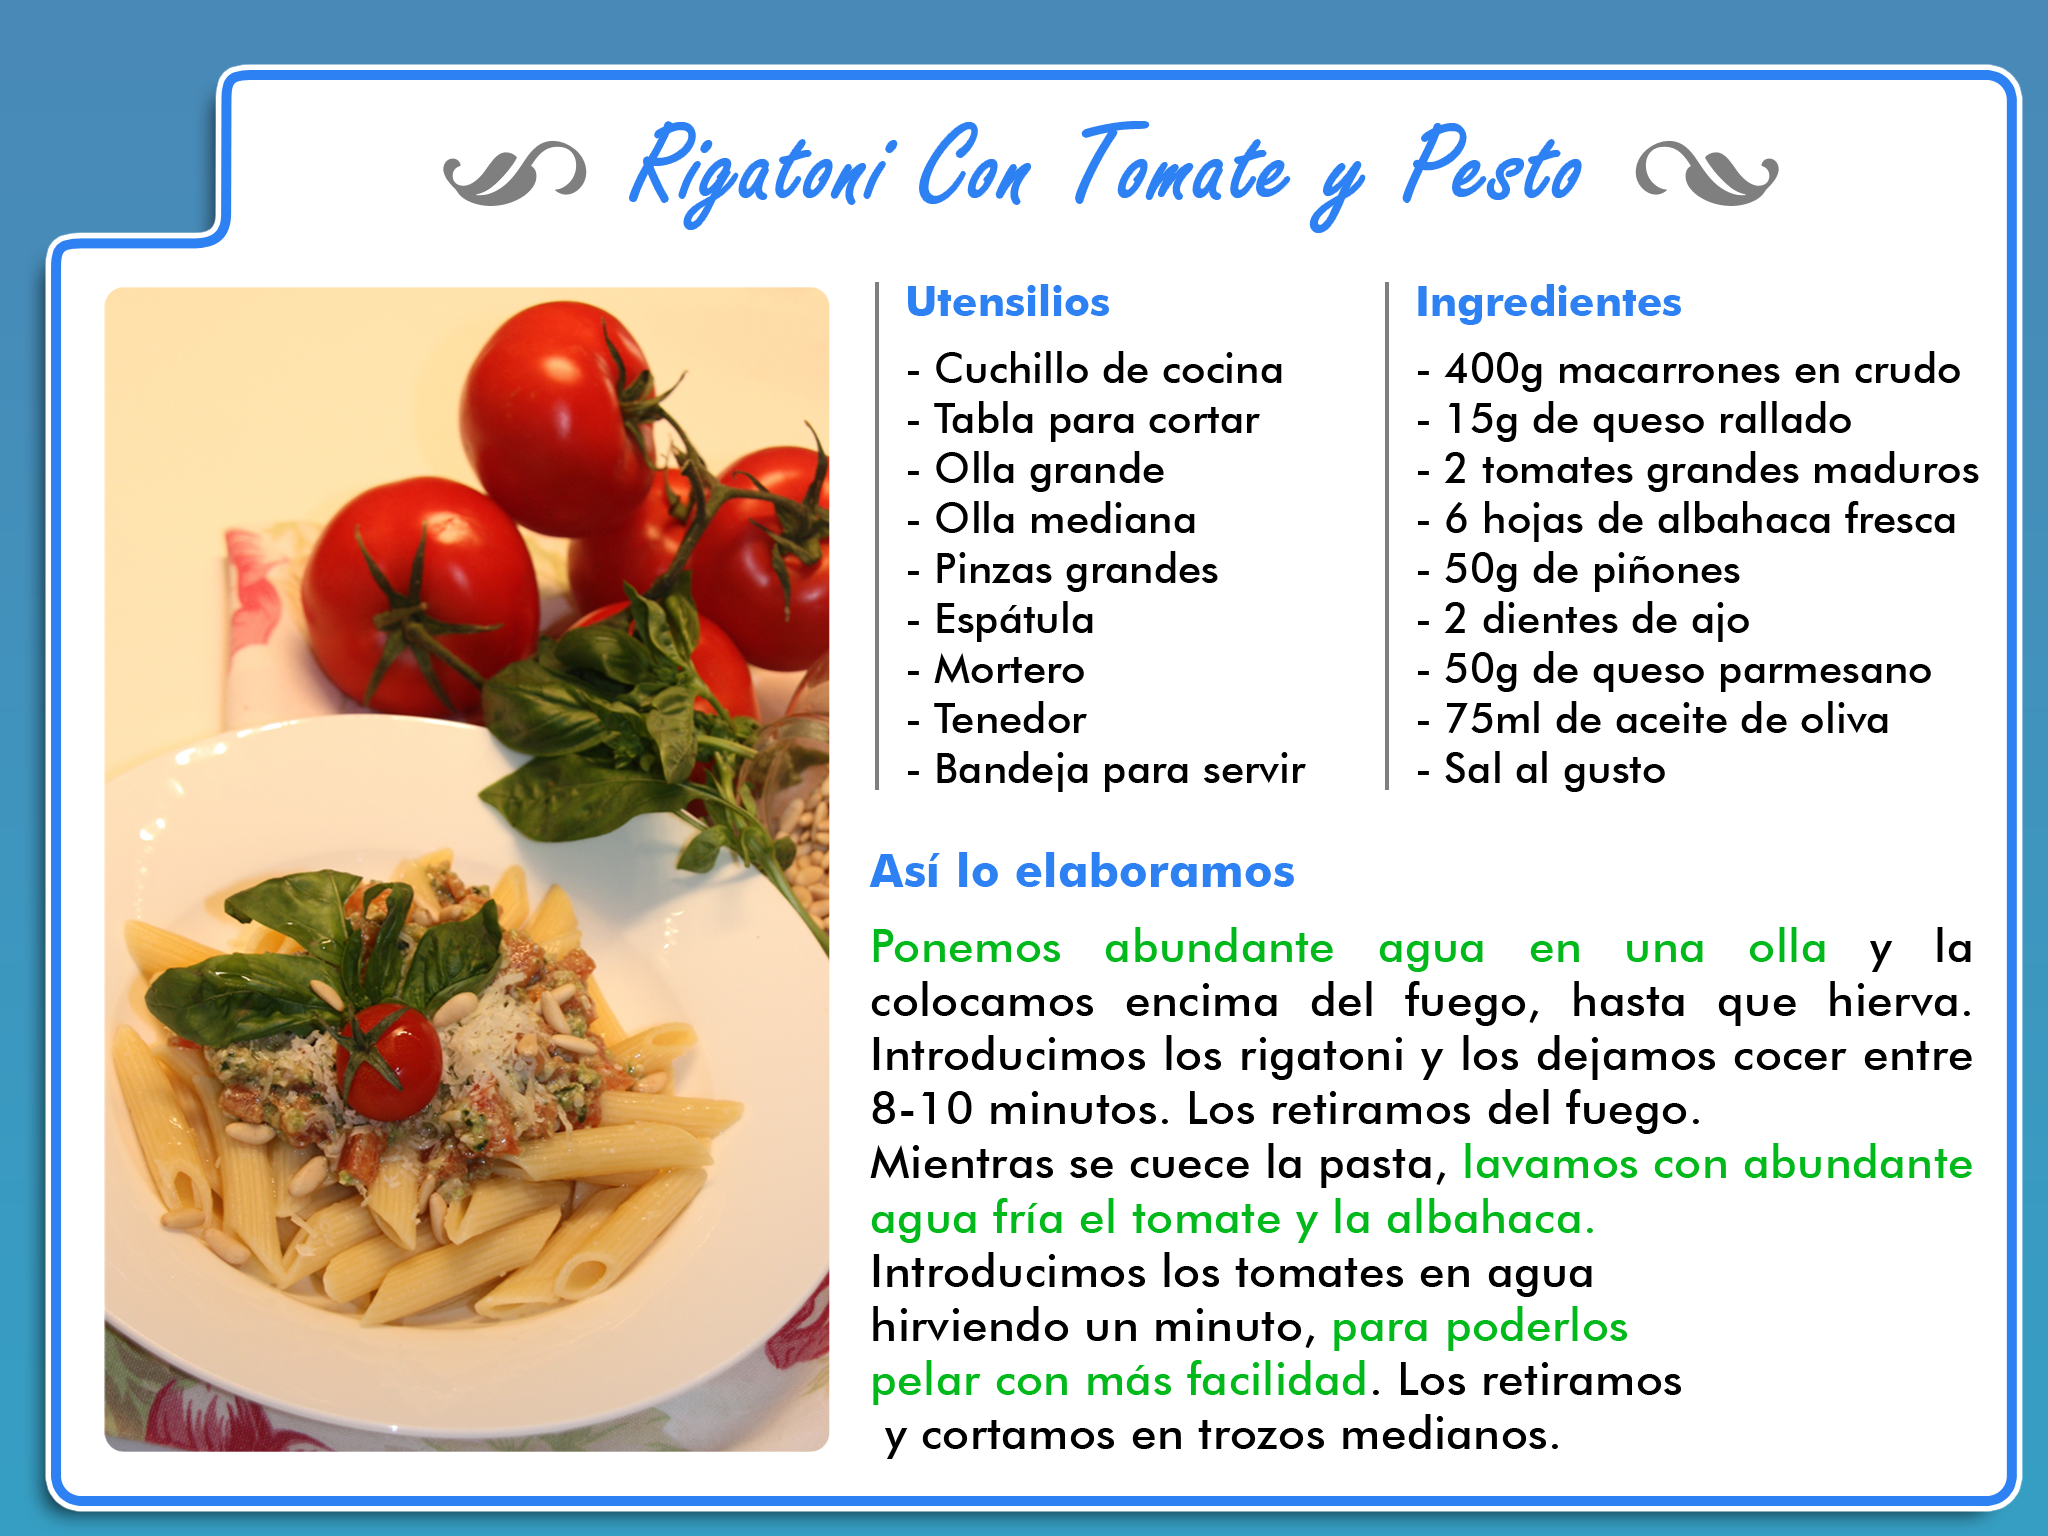 Rigatoni Con Tomate y Pesto
Utensilios
- Cuchillo de cocina
- Tabla para cortar
- Olla grande
- Olla mediana
- Pinzas grandes
- Espátula
- Mortero
- Tenedor
- Bandeja para servir
Ingredientes
- 400g macarrones en crudo
- 15g de queso rallado
- 2 tomates grandes maduros
- 6 hojas de albahaca fresca
- 50g de piñones
- 2 dientes de ajo
- 50g de queso parmesano
- 75ml de aceite de oliva
- Sal al gusto
Así lo elaboramos
Ponemos abundante agua en una olla y la
colocamos encima del fuego, hasta que hierva.
Introducimos los rigatoni y los dejamos cocer entre
8-10 minutos. Los retiramos del fuego.
Mientras se cuece la pasta, lavamos con abundante
agua fría el tomate y la albahaca.
Introducimos los tomates en agua
hirviendo un minuto, para poderlos
pelar con más facilidad. Los retiramos
y cortamos en trozos medianos.